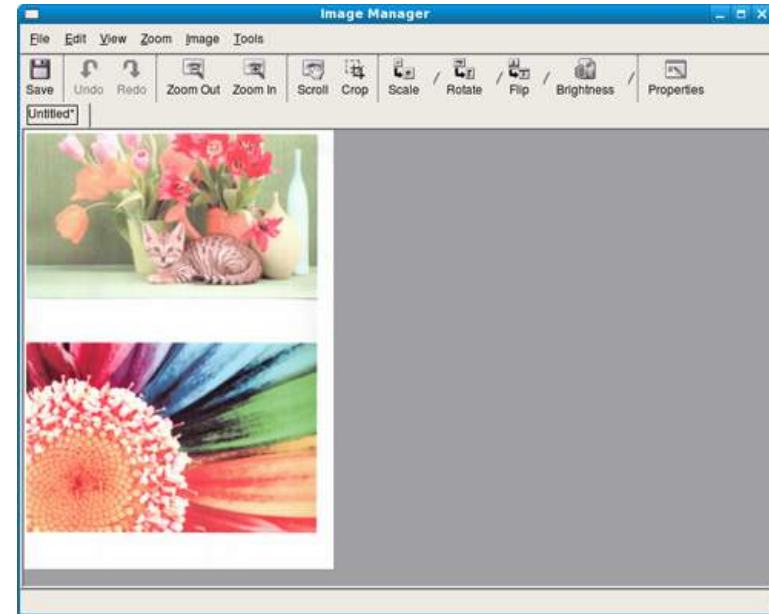 Image Manager
File Edit View Zoom Image Tools
Save Undo Redo Zoom Out Zoom In Scroll Crop Scale / Rotate / Flip / Brightness / Properties
Untitled*